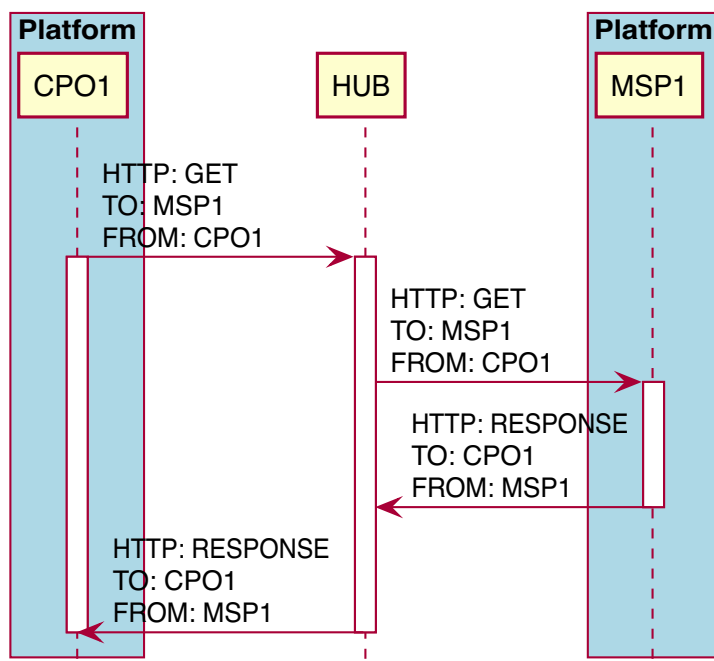 Platform
Platform
CPO1
HUB
MSP1
HTTP: GET
TO: MSP1
FROM: CPO1
HTTP: GET
TO: MSP1
FROM: CPO1
HTTP: RESPONSE
TO: CPO1
FROM: MSP1
HTTP: RESPONSE
TO: CPO1
FROM: MSP1